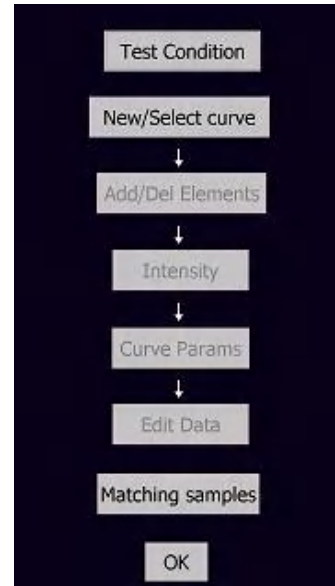 Test Condition
New/Select curve
Add/Del Elements
Intensity
Curve Params
Edit Data
Matching samples
OK